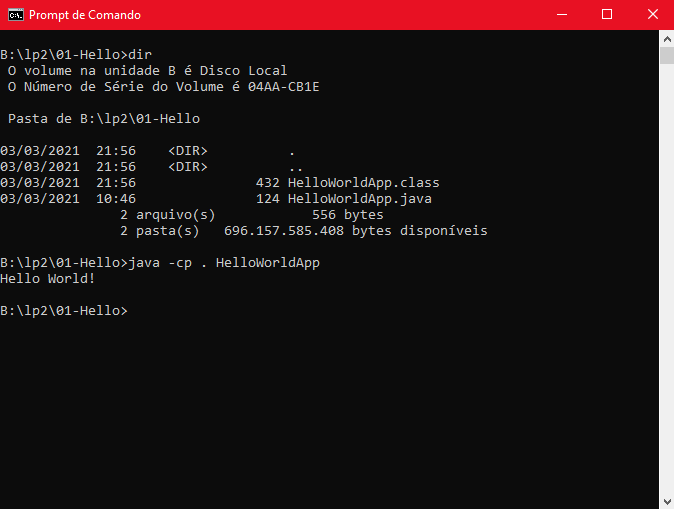 Prompt de Comando
B:\lp2\01-Hello>dir
 O volume na unidade B é Disco Local
 O Número de Série do Volume é 04AA-CB1E

 Pasta de B:\lp2\01-Hello

03/03/2021  21:56    <DIR>          .
03/03/2021  21:56    <DIR>          ..
03/03/2021  21:56               432 HelloWorldApp.class
03/03/2021  10:46               124 HelloWorldApp.java
               2 arquivo(s)            556 bytes
               2 pasta(s)   696.157.585.408 bytes disponíveis

B:\lp2\01-Hello>java -cp . HelloWorldApp
Hello World!

B:\lp2\01-Hello>